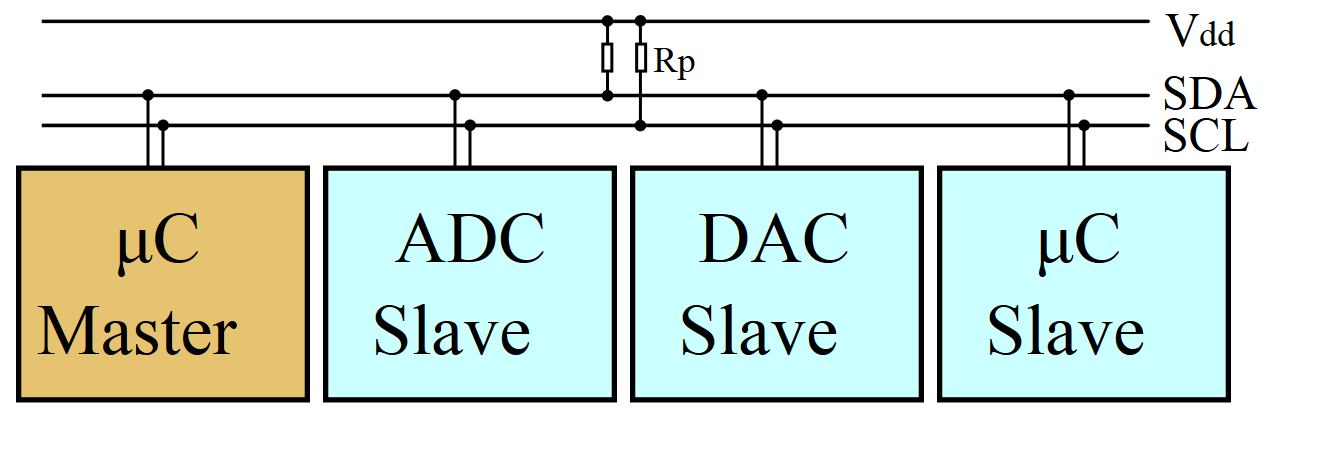 Vdd
Rp
SDA
SCL
μC
Master
ADC
Slave
DAC
Slave
μC
Slave